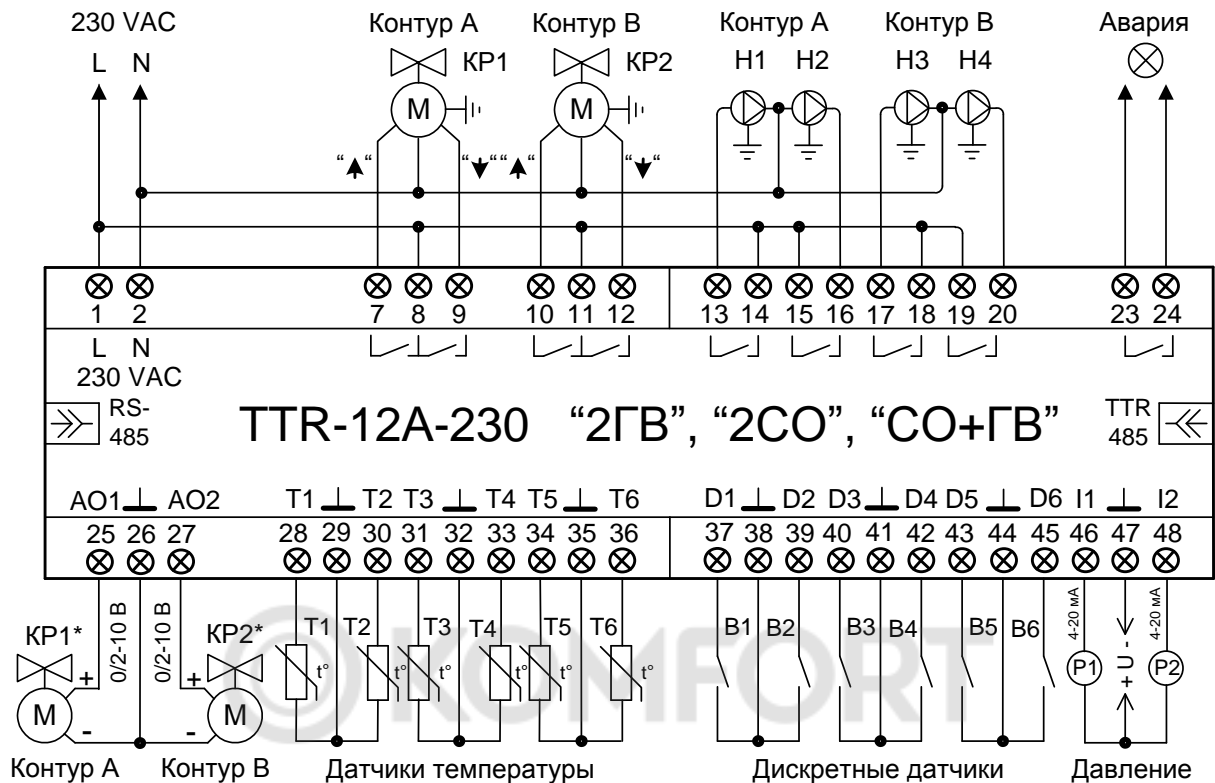 230 VAC Контур А Контур В Контур А Контур В Авария
L N КР1 КР2 Н1 Н2 Н3 Н4
М М
“ “ “ “ “ “ “ “
1 2 7 8 9 10 11 12 13 14 15 16 17 18 19 20 23 24
L N
230 VAC
RS-
485
TTR-12A-230 “2ГВ”, “2СО”, “СО+ГВ”
TTR
485
AO1 AO2 T1 T2 T3 T4 T5 T6 D1 D2 D3 D4 D5 D6 I1 I2
25 26 27 28 29 30 31 32 33 34 35 36 37 38 39 40 41 42 43 44 45 46 47 48
КР1* 0/2-10 В 0/2-10 В КР2* T1 T2 T3 T4 T5 T6 В1 В2 В3 В4 В5 В6 4-20 мА + U - 4-20 мА
+ + t° t° t° t° t° t° P1 P2
М М
- -
© KOMFORT
Контур А Контур В Датчики температуры Дискретные датчики Давление